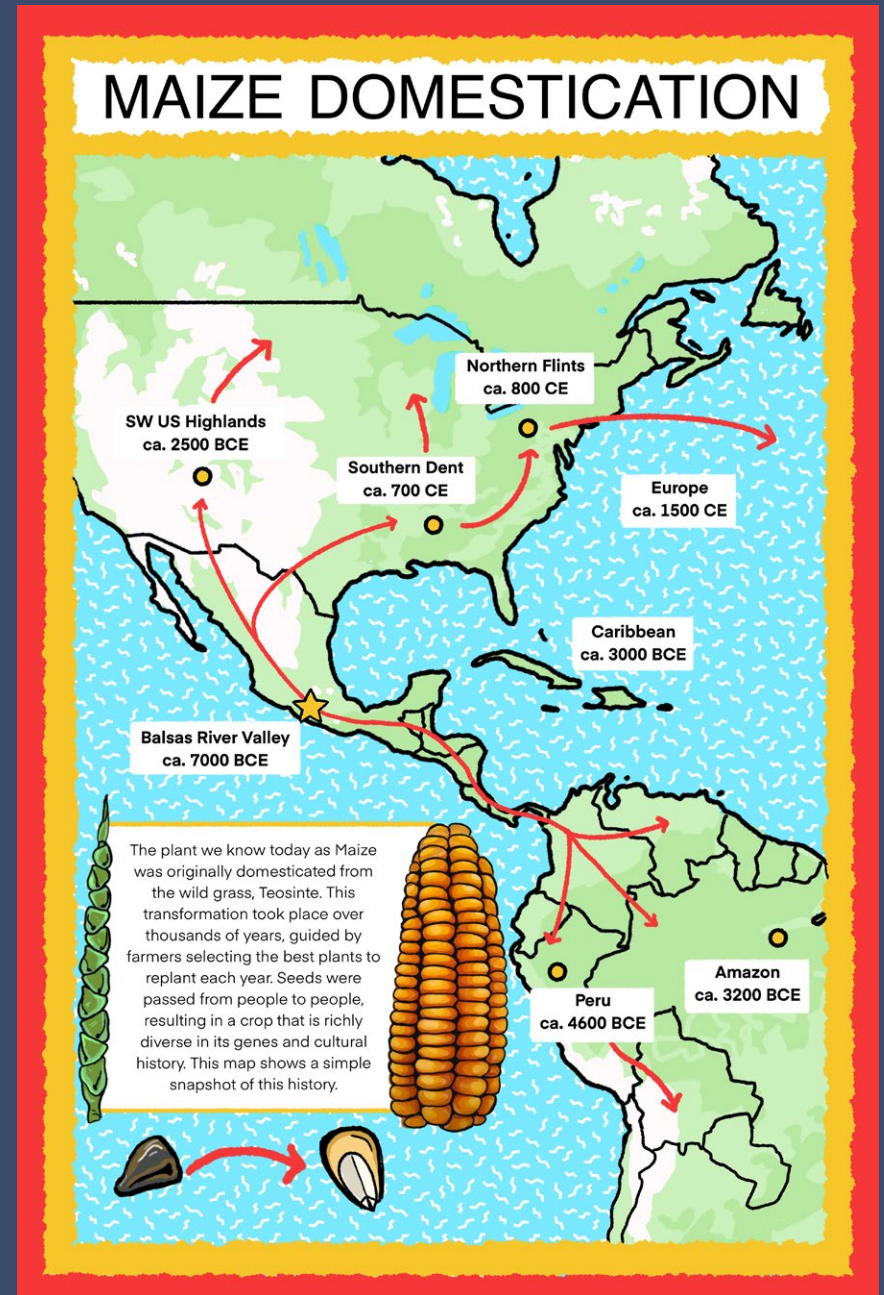 MAIZE DOMESTICATION
Northern Flints
ca. 800 CE
SW US Highlands
ca. 2500 BCE
Southern Dent
ca. 700 CE
Europe
ca. 1500 CE
Caribbean
ca. 3000 BCE
Balsas River Valley
ca. 7000 BCE
The plant we know today as Maize
was originally domesticated from
the wild grass, Teosinte. This
transformation took place over
thousands of years, guided by
farmers selecting the best plants to
replant each year. Seeds were
passed from people to people,
resulting in a crop that is richly
diverse in its genes and cultural
history. This map shows a simple
snapshot of this history.
Amazon
ca. 3200 BCE
Peru
ca. 4600 BCE